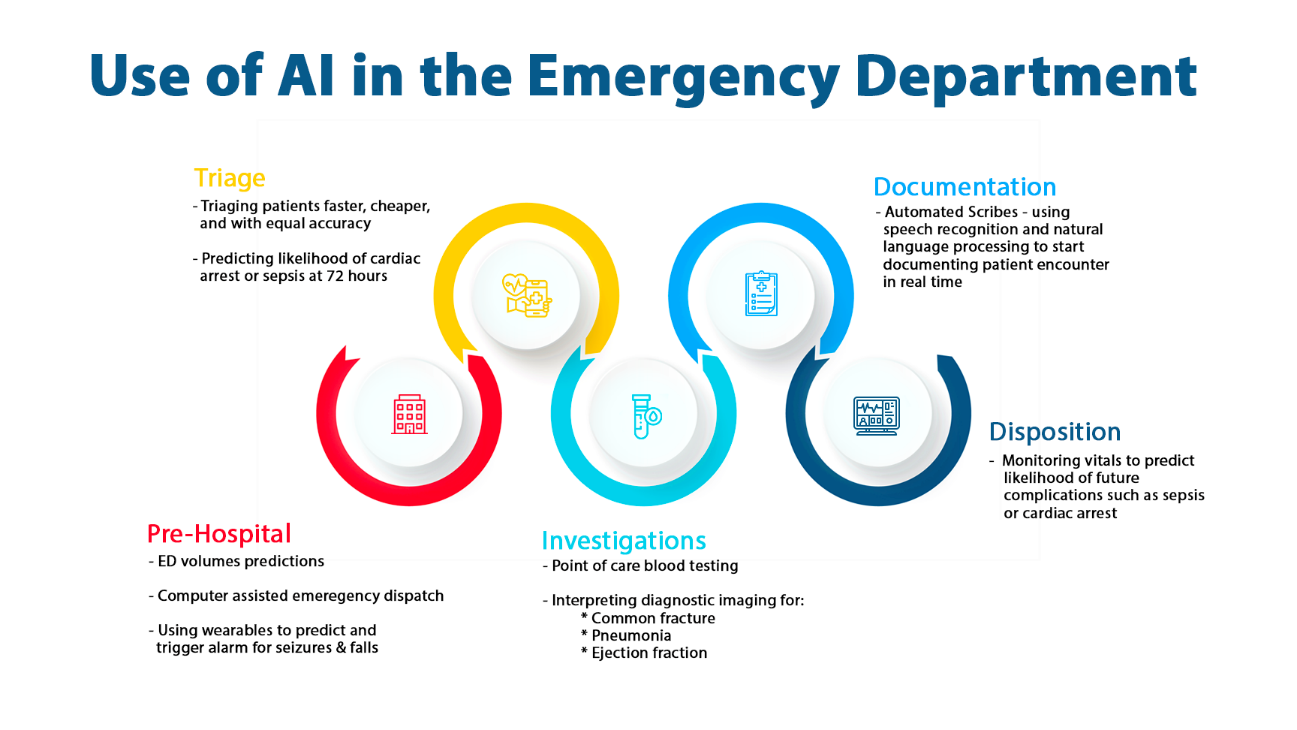 Use of AI in the Emergency Department
Triage
- Triaging patients faster, cheaper,
and with equal accuracy
- Predicting likelihood of cardiac
arrest or sepsis at 72 hours
Documentation
- Automated Scribes - using
speech recognition and natural
language processing to start
documenting patient encounter
in real time
Disposition
- Monitoring vitals to predict
likelihood of future
complications such as sepsis
or cardiac arrest
Pre-Hospital
- ED volumes predictions
- Computer assisted emeregency dispatch
- Using wearables to predict and
trigger alarm for seizures & falls
Investigations
- Point of care blood testing
- Interpreting diagnostic imaging for:
* Common fracture
* Pneumonia
* Ejection fraction